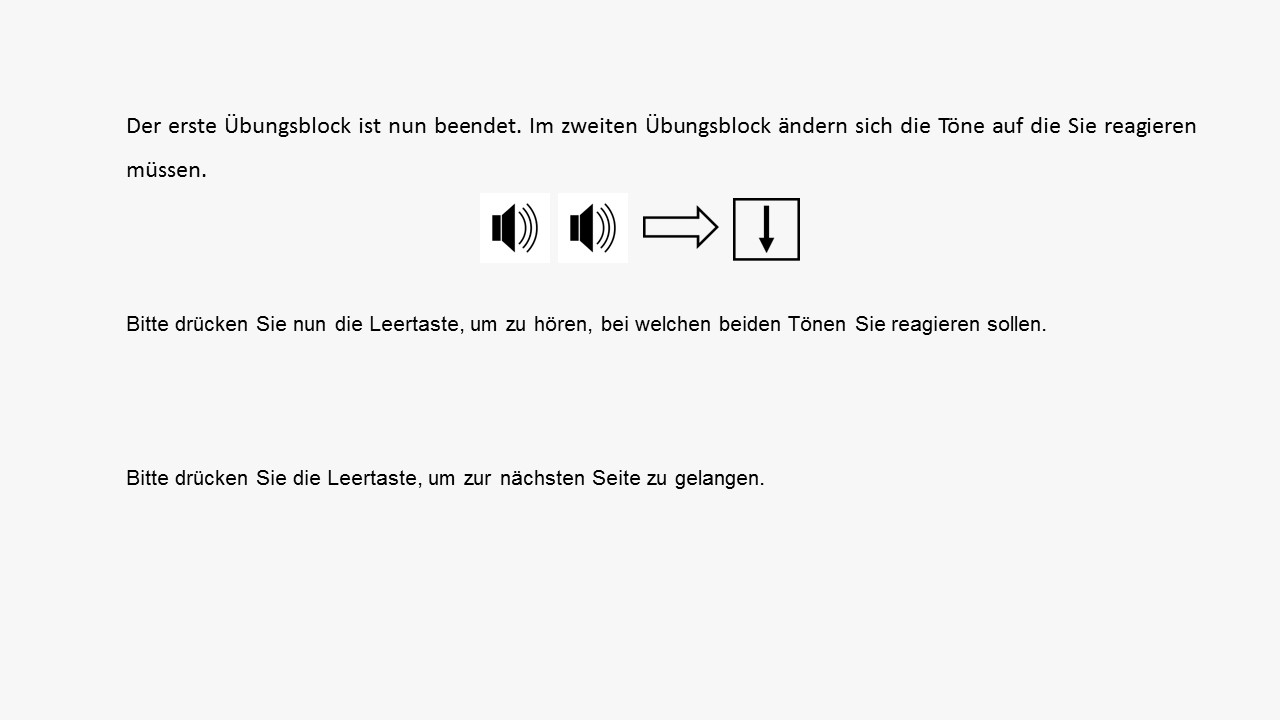 Der erste Übungsblock ist nun beendet. Im zweiten Übungsblock ändern sich die Töne auf die Sie reagieren
müssen.
Bitte drücken Sie nun die Leertaste, um zu hören, bei welchen beiden Tönen Sie reagieren sollen.
Bitte drücken Sie die Leertaste, um zur nächsten Seite zu gelangen.